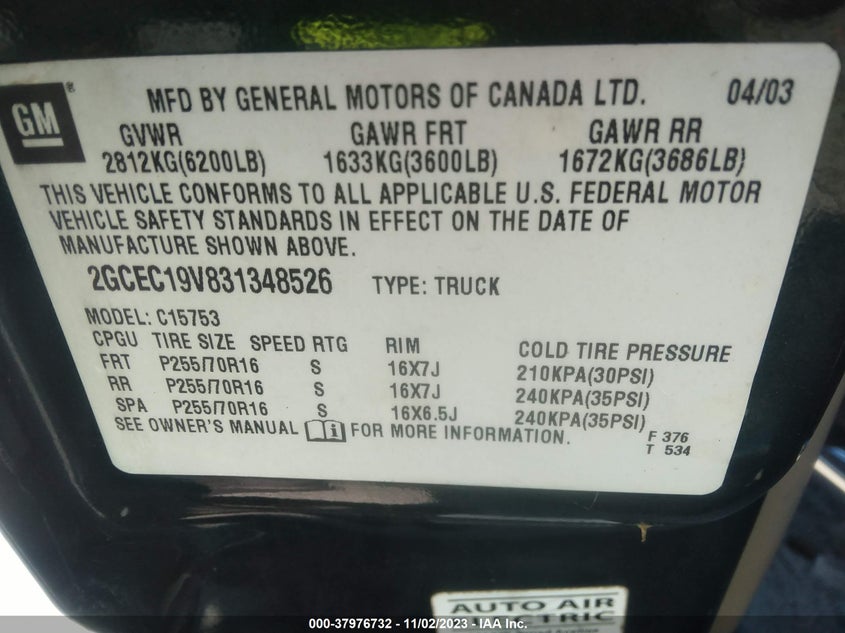 GM ® MFD BY GENERAL MOTORS OF CANADA LTD. 04/03
GVWR GAWR FRT GAWR RR
2812KG(6200LB) 1633KG(3600LB) 1672KG(3686LB)
THIS VEHICLE CONFORMS TO ALL APPLICABLE U.S. FEDERAL MOTOR
VEHICLE SAFETY STANDARDS IN EFFECT ON THE DATE OF
MANUFACTURE SHOWN ABOVE.
2GCEC19V831348526 TYPE: TRUCK
MODEL: C15753
CPGU TIRE SIZE SPEED RTG RIM COLD TIRE PRESSURE
FRT P255/70R16 S 16X7J 210KPA(30PSI)
RR P255/70R16 S 16X7J 240KPA(35PSI)
SPA P255/70R16 S 16X6.5J 240KPA(35PSI)
SEE OWNER'S MANUAL i FOR MORE INFORMATION.
F 376
T 534
AUTO AIR
000-37976732 - 11/02/2023 - IAA Inc.